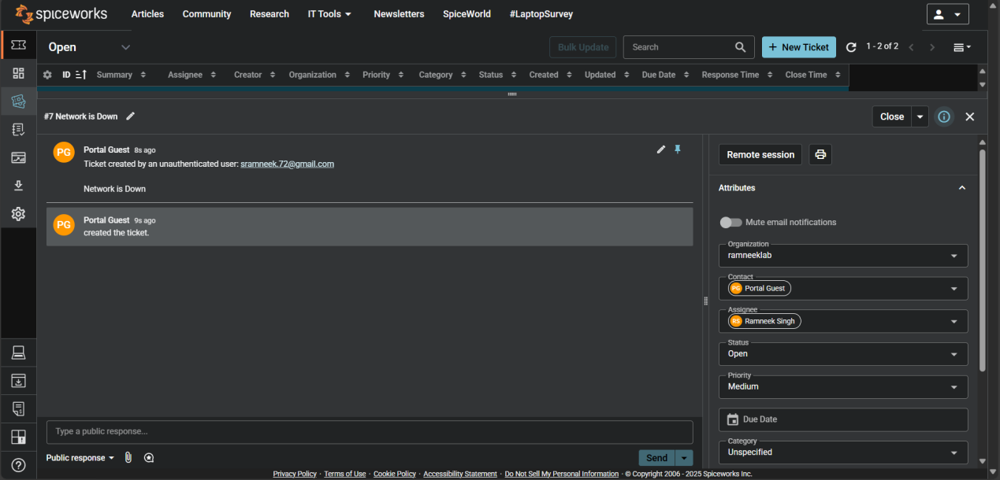 spiceworks Articles Community Research IT Tools Newsletters SpiceWorld #LaptopSurvey
Open Bulk Update Search + New Ticket 1 - 2 of 2
ID Summary Assignee Creator Organization Priority Category Status Created Updated Due Date Response Time Close Time
#7 Network is Down Close
PG Portal Guest 8s ago
Ticket created by an unauthenticated user: sramneek.72@gmail.com
Network is Down
PG Portal Guest 9s ago
created the ticket.
Type a public response...
Public response Send
Remote session
Attributes
Mute email notifications
Organization
ramneeklab
Contact
PG Portal Guest
Assignee
RS Ramneek Singh
Status
Open
Priority
Medium
Due Date
Category
Unspecified
Privacy Policy · Terms of Use · Cookie Policy · Accessibility Statement · Do Not Sell My Personal Information · © Copyright 2006 - 2025 Spiceworks Inc.